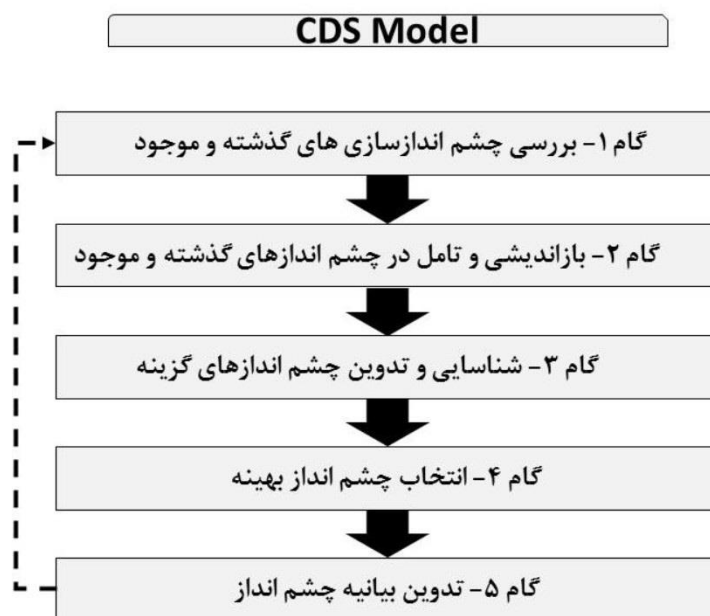 CDS Model
گام ۱- بررسی چشم اندازسازی های گذشته و موجود
گام ۲- بازاندیشی و تامل در چشم اندازهای گذشته و موجود
گام ۳- شناسایی و تدوین چشم اندازهای گزینه
گام ۴- انتخاب چشم انداز بهینه
گام ۵- تدوین بیانیه چشم انداز